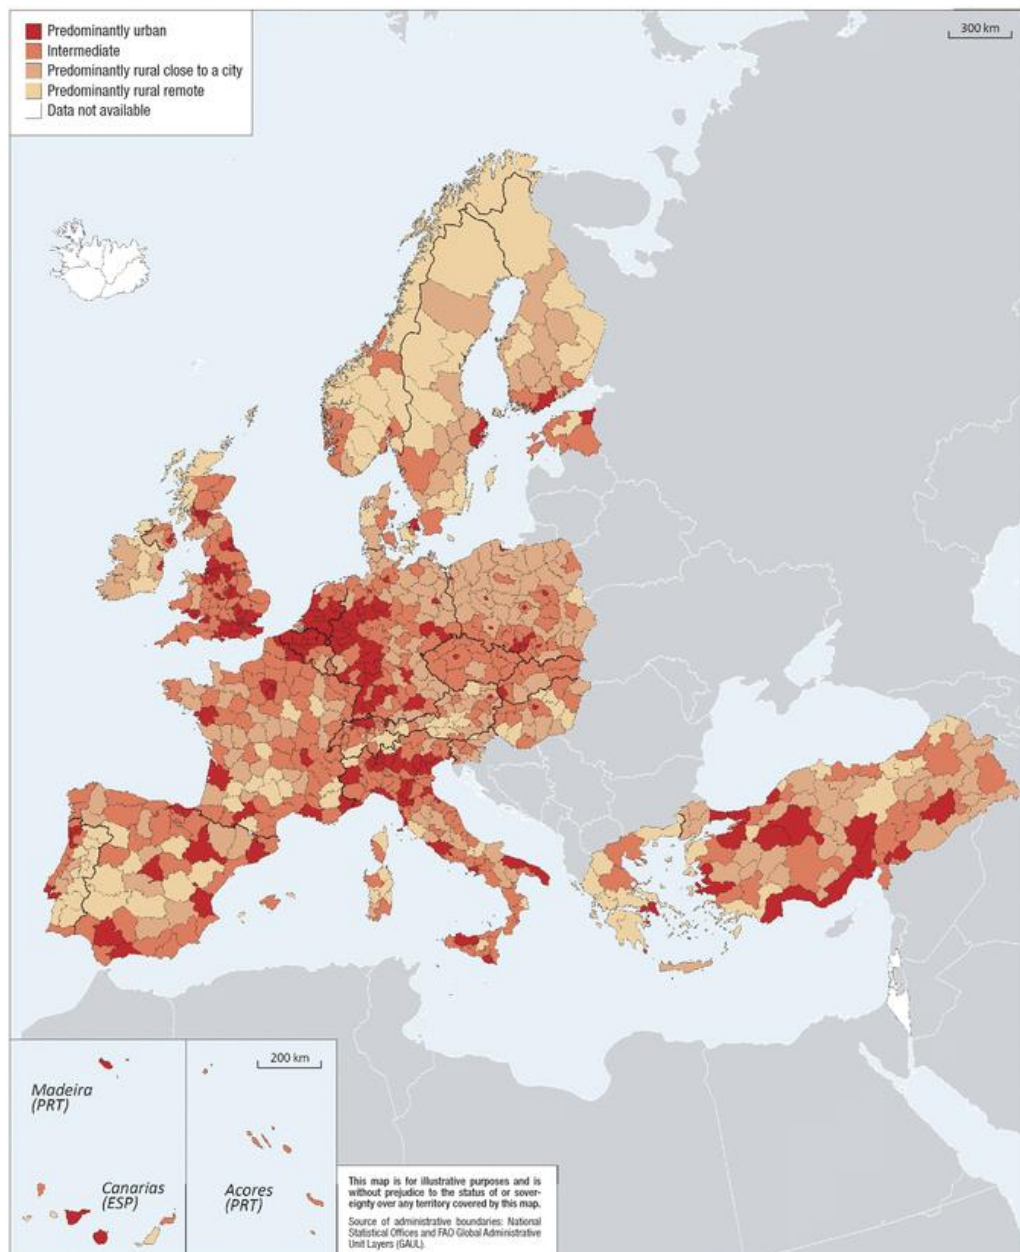 Predominantly urban
Intermediate
Predominantly rural close to a city
Predominantly rural remote
Data not available
300 km
200 km
Madeira
(PRT)
Canarias
(ESP)
Acores
(PRT)
This map is for illustrative purposes and is
without prejudice to the status of or sover-
eignty over any territory covered by this map.
Source of administrative boundaries: National
Statistical Offices and FAO Global Administrative
Unit Layers (GAUL).